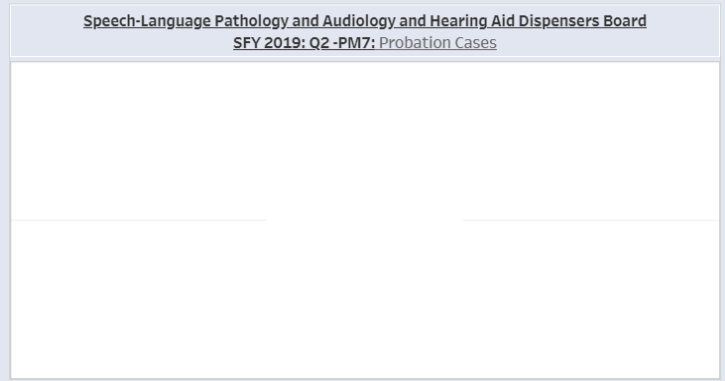 Speech-Language Pathology and Audiology and Hearing Aid Dispensers Board
SFY 2019: Q2 -PM7: Probation Cases